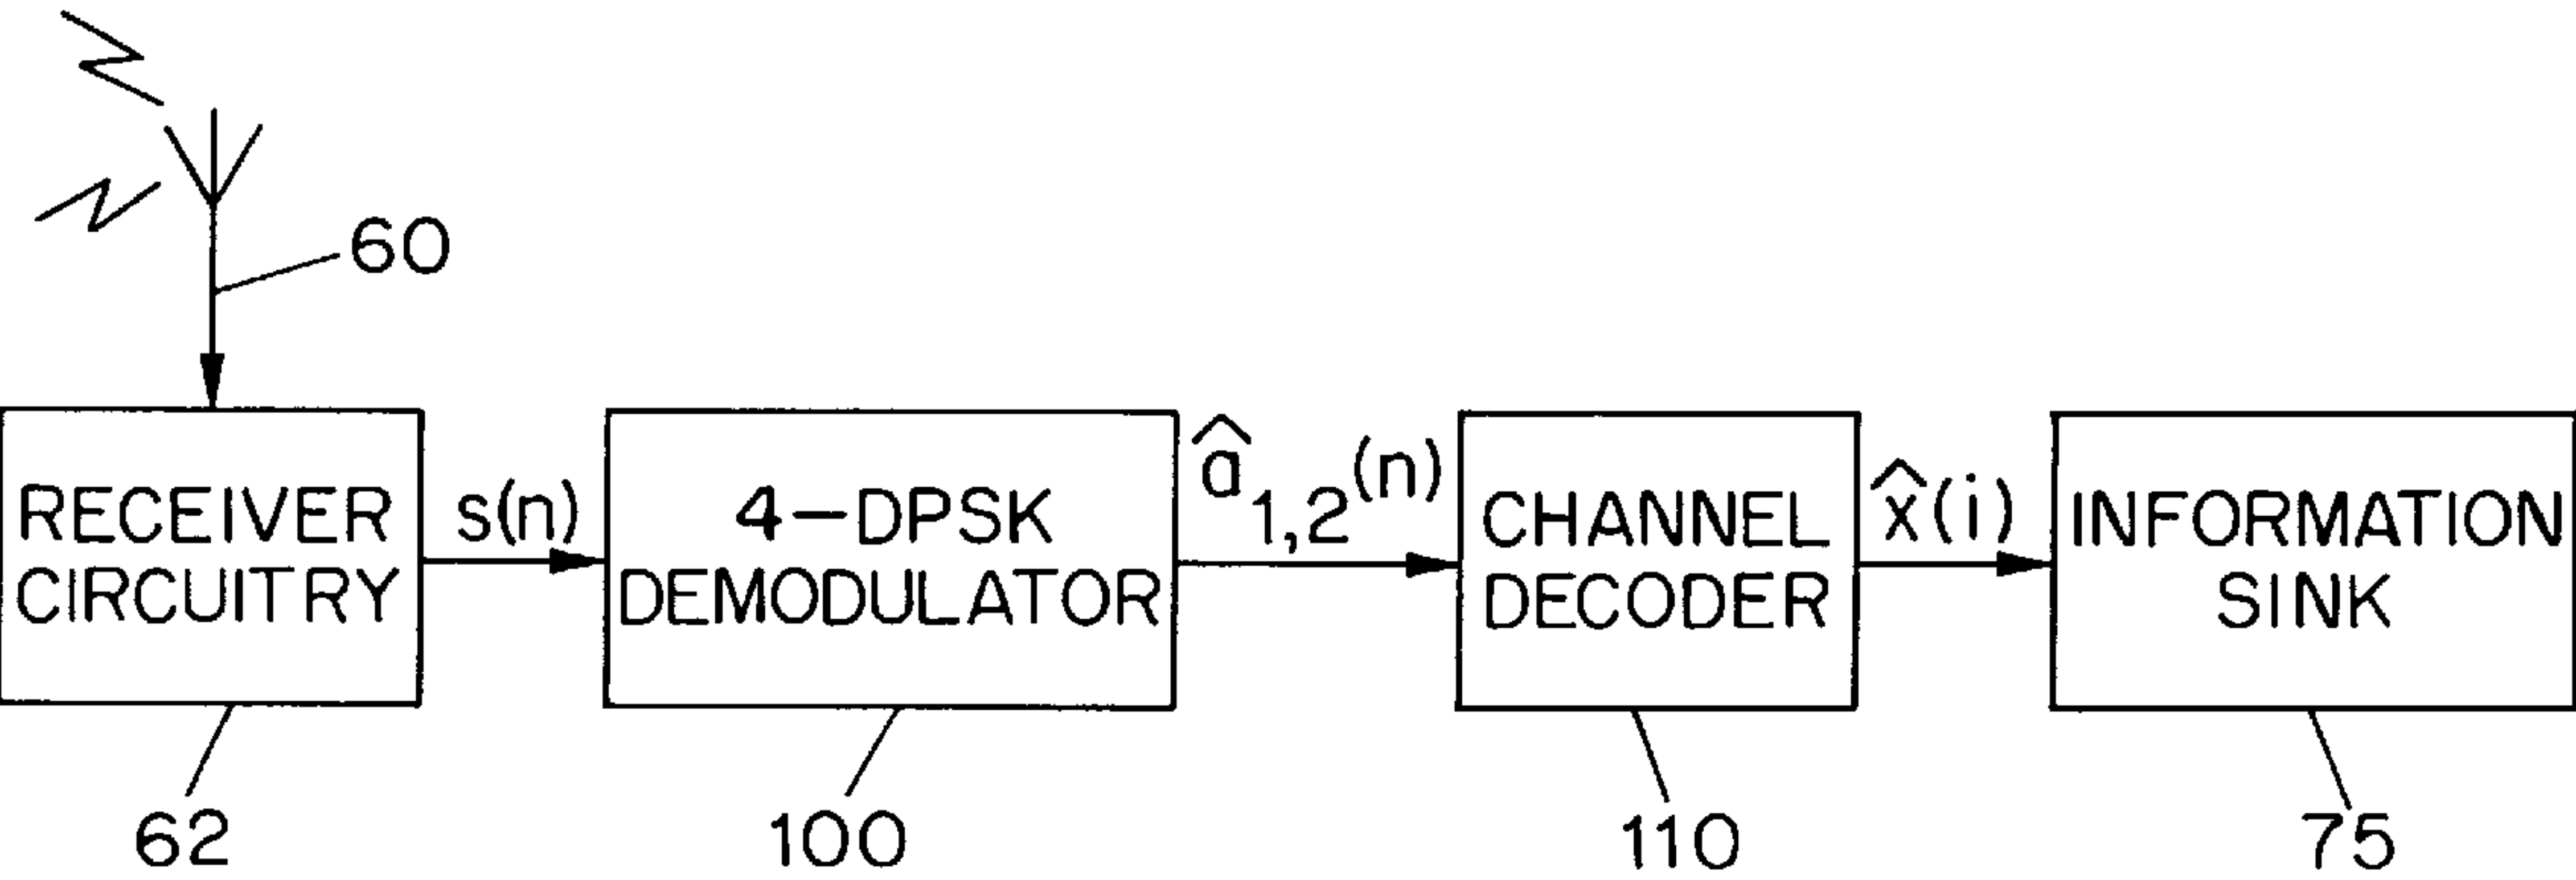 60
RECEIVER
CIRCUITRY
s(n)
4-DPSK
DEMODULATOR
â1,2(n)
CHANNEL
DECODER
x̂(i)
INFORMATION
SINK
62
100
110
75